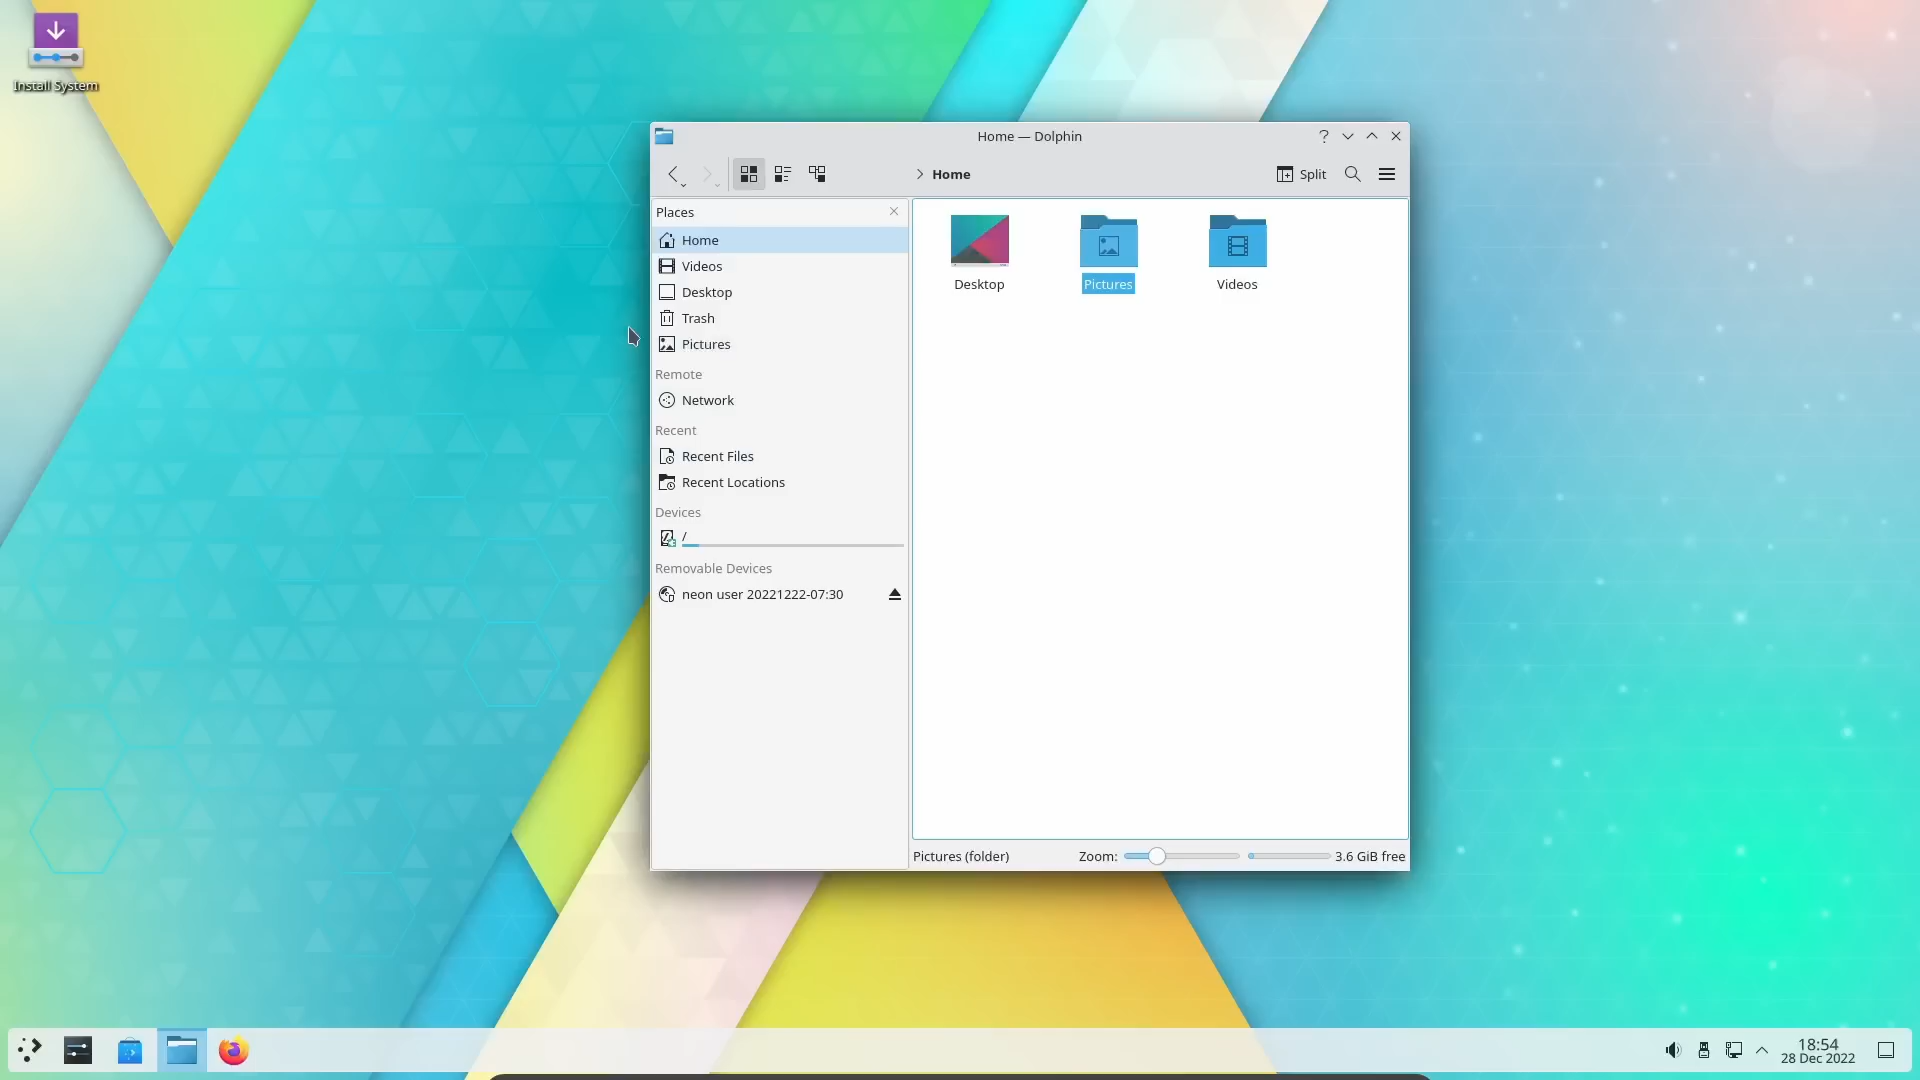 Install System
Home — Dolphin
Home
Split
Places
Home
Videos
Desktop
Trash
Pictures
Remote
Network
Recent
Recent Files
Recent Locations
Devices
/
Removable Devices
neon user 20221222-07:30
Desktop
Pictures
Videos
Pictures (folder)
Zoom:
3.6 GiB free
18:54
28 Dec 2022